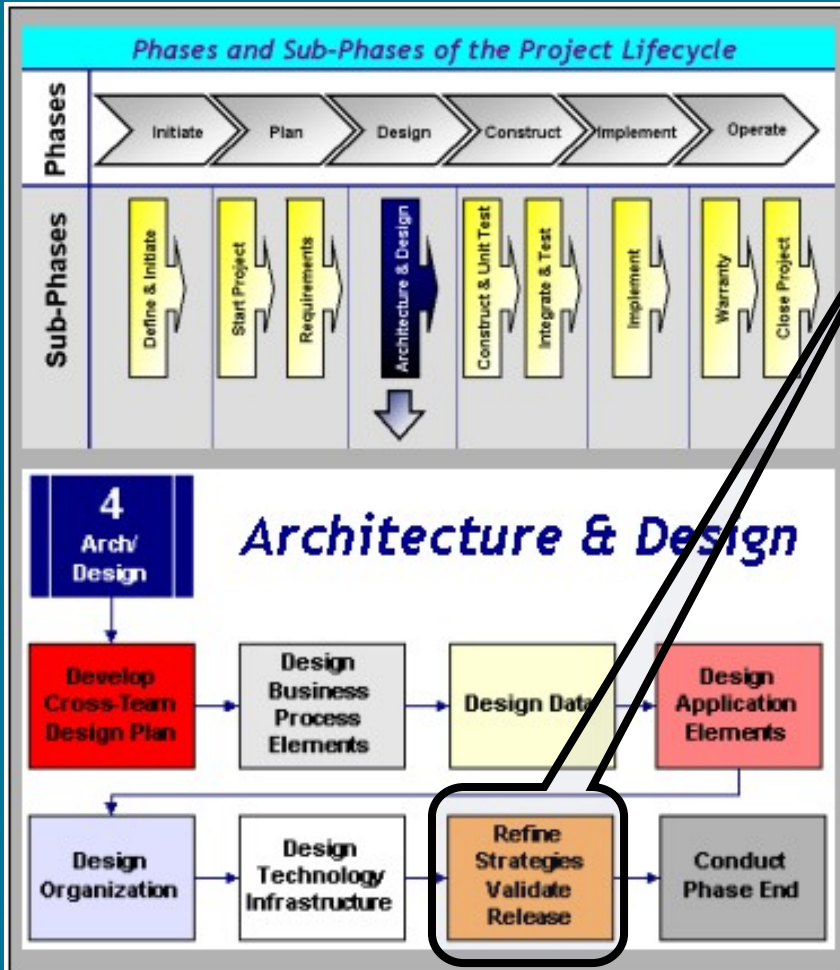 Phases and Sub-Phases of the Project Lifecycle
Phases
Initiate
Plan
Design
Construct
Implement
Operate
Sub-Phases
Define & Initiate
Start Project
Requirements
Architecture & Design
Construct & Unit Test
Integrate & Test
Implement
Warranty
Close Project
4
Arch/
Design
Architecture & Design
Develop
Cross-Team
Design Plan
Design
Business
Process
Elements
Design Data
Design
Application
Elements
Design
Organization
Design
Technology
Infrastructure
Refine
Strategies
Validate
Release
Conduct
Phase End